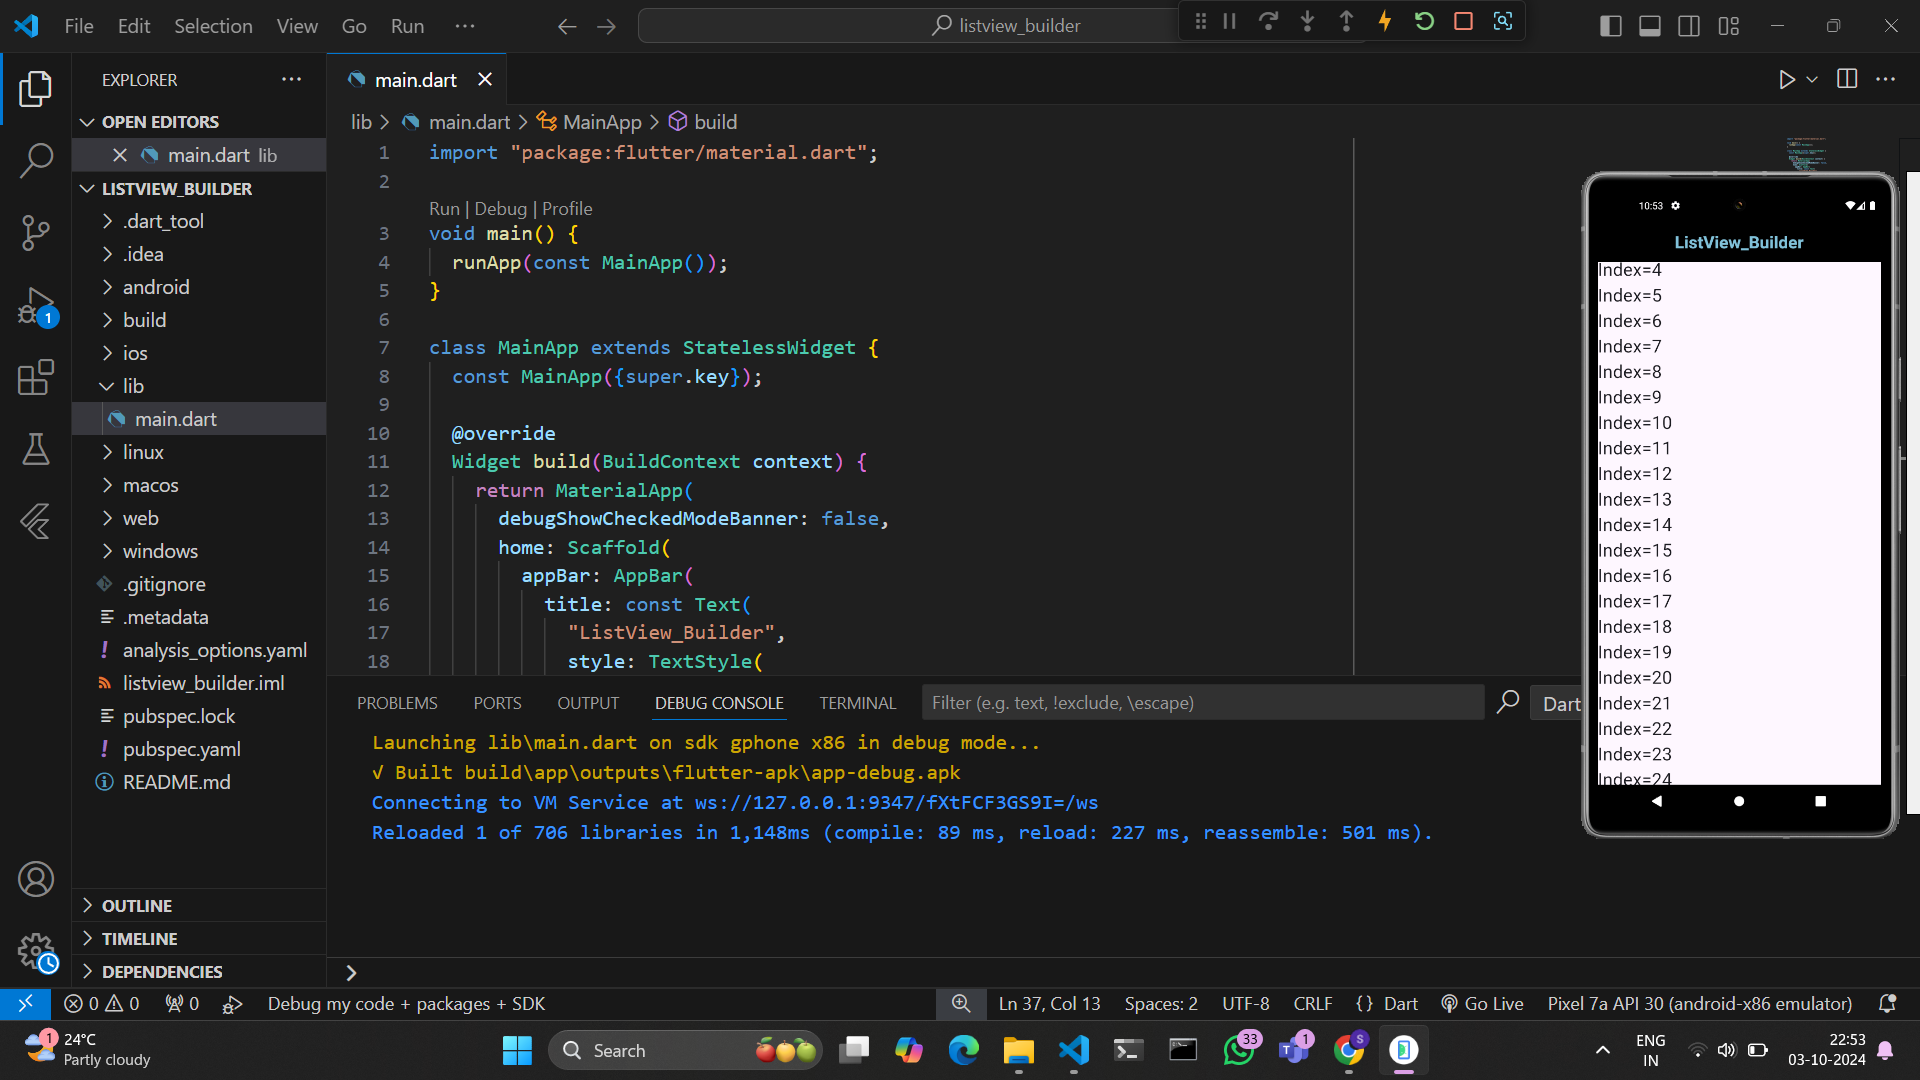 File Edit Selection View Go Run ···
listview_builder
EXPLORER
OPEN EDITORS
main.dart lib
LISTVIEW_BUILDER
.dart_tool
.idea
android
build
ios
lib
main.dart
linux
macos
web
windows
.gitignore
.metadata
analysis_options.yaml
listview_builder.iml
pubspec.lock
pubspec.yaml
README.md
OUTLINE
TIMELINE
DEPENDENCIES
1
main.dart
lib > main.dart > MainApp > build
1 import "package:flutter/material.dart";
2
Run | Debug | Profile
3 void main() {
4 runApp(const MainApp());
5 }
6
7 class MainApp extends StatelessWidget {
8 const MainApp({super.key});
9
10 @override
11 Widget build(BuildContext context) {
12 return MaterialApp(
13 debugShowCheckedModeBanner: false,
14 home: Scaffold(
15 appBar: AppBar(
16 title: const Text(
17 "ListView_Builder",
18 style: TextStyle(
PROBLEMS PORTS OUTPUT DEBUG CONSOLE TERMINAL
Filter (e.g. text, !exclude, \escape)
Dart
Launching lib\main.dart on sdk gphone x86 in debug mode...
√ Built build\app\outputs\flutter-apk\app-debug.apk
Connecting to VM Service at ws://127.0.0.1:9347/fXtFCF3GS9I=/ws
Reloaded 1 of 706 libraries in 1,148ms (compile: 89 ms, reload: 227 ms, reassemble: 501 ms).
10:53
ListView_Builder
Index=4
Index=5
Index=6
Index=7
Index=8
Index=9
Index=10
Index=11
Index=12
Index=13
Index=14
Index=15
Index=16
Index=17
Index=18
Index=19
Index=20
Index=21
Index=22
Index=23
Index=24
0 0 0 Debug my code + packages + SDK
Ln 37, Col 13 Spaces: 2 UTF-8 CRLF {} Dart Go Live Pixel 7a API 30 (android-x86 emulator)
1
24°C
Partly cloudy
Search
33
1
S
ENG
IN
22:53
03-10-2024